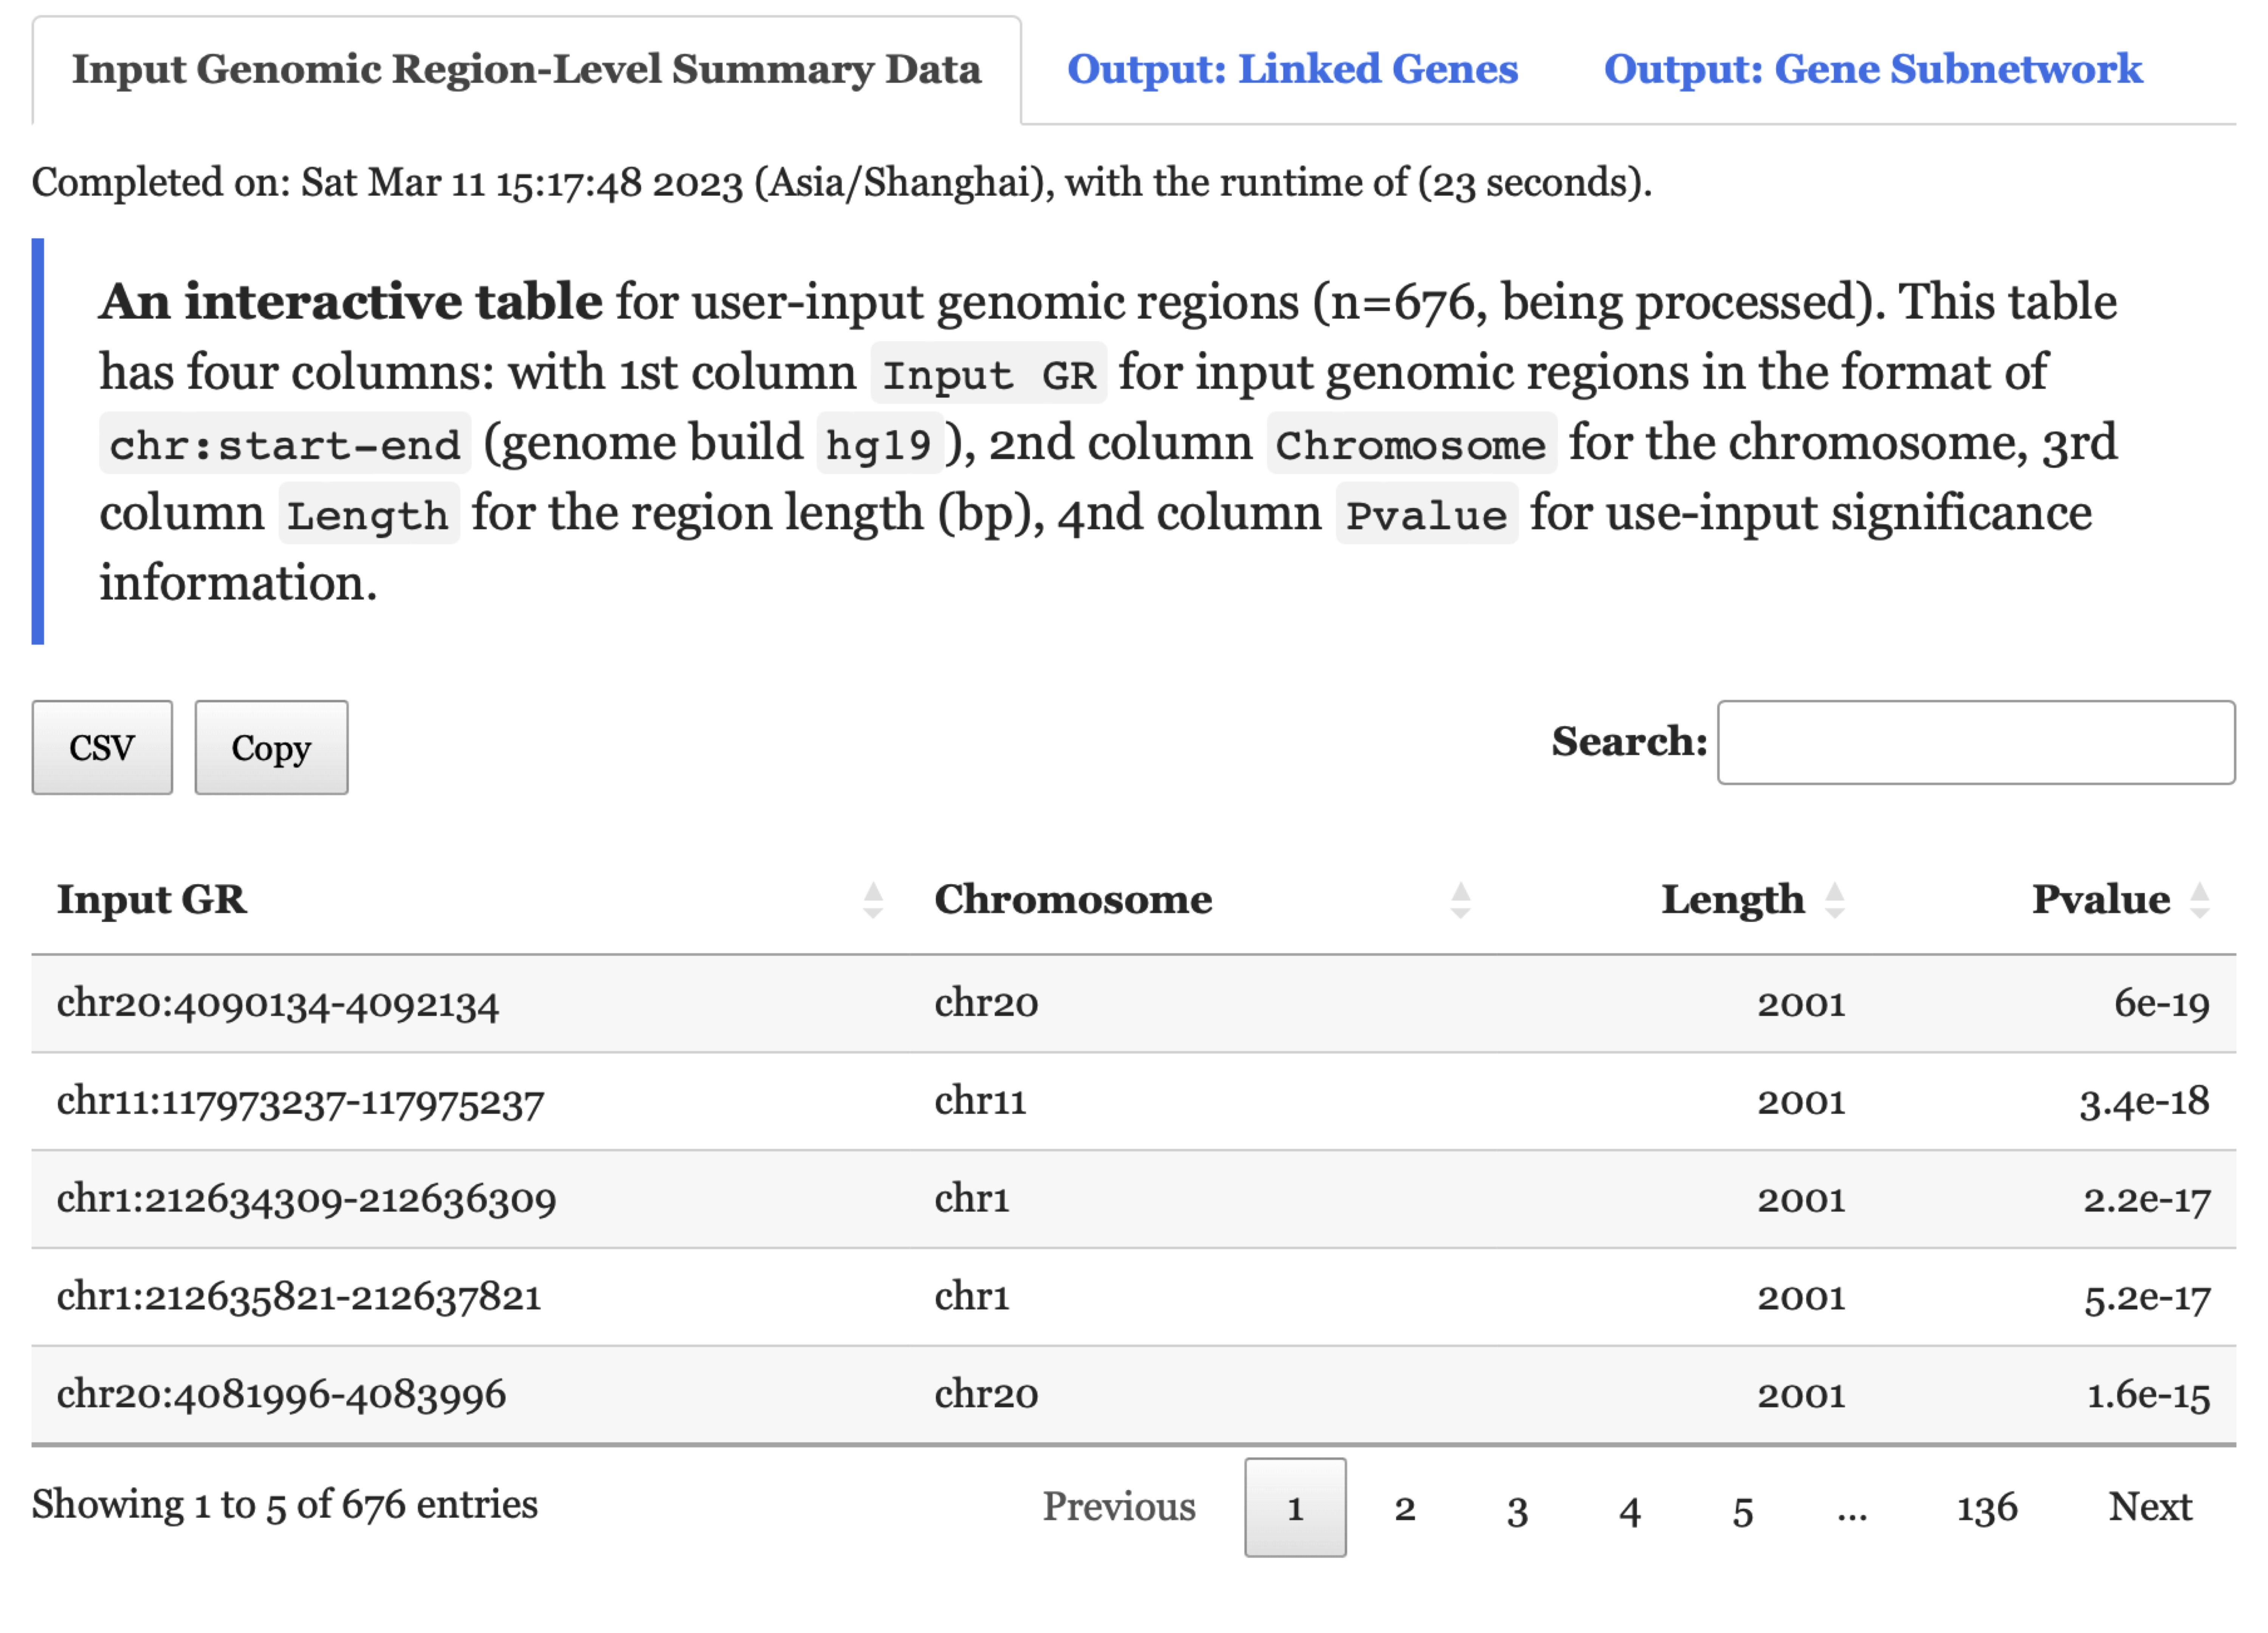 Input Genomic Region-Level Summary Data Output: Linked Genes Output: Gene Subnetwork
Completed on: Sat Mar 11 15:17:48 2023 (Asia/Shanghai), with the runtime of (23 seconds).
An interactive table for user-input genomic regions (n=676, being processed). This table
has four columns: with 1st column Input GR for input genomic regions in the format of
chr:start-end (genome build hg19), 2nd column Chromosome for the chromosome, 3rd
column Length for the region length (bp), 4nd column Pvalue for use-input significance
information.
CSV Copy Search:
Input GR Chromosome Length Pvalue
chr20:4090134-4092134 chr20 2001 6e-19
chr11:117973237-117975237 chr11 2001 3.4e-18
chr1:212634309-212636309 chr1 2001 2.2e-17
chr1:212635821-212637821 chr1 2001 5.2e-17
chr20:4081996-4083996 chr20 2001 1.6e-15
Showing 1 to 5 of 676 entries Previous 1 2 3 4 5 ... 136 Next